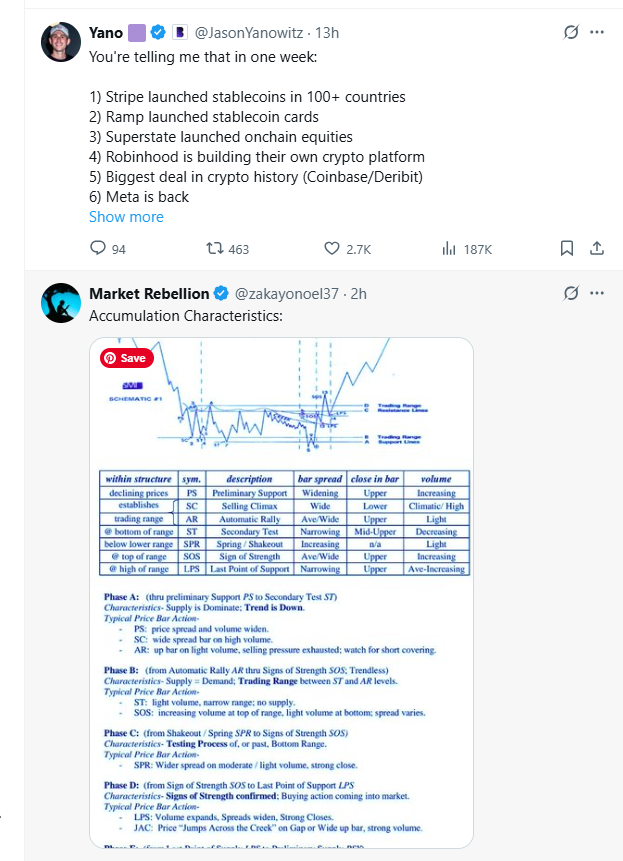 Yano @JasonYanowitz · 13h
You're telling me that in one week:
1) Stripe launched stablecoins in 100+ countries
2) Ramp launched stablecoin cards
3) Superstate launched onchain equities
4) Robinhood is building their own crypto platform
5) Biggest deal in crypto history (Coinbase/Deribit)
6) Meta is back
Show more
94 463 2.7K 187K
Market Rebellion @zakayonoel37 · 2h
Accumulation Characteristics:
Save
SCHEMATIC #1
D Trading Range
C Resistance Lines
B Trading Range
A Support Lines
within structure sym. description bar spread close in bar volume
declining prices PS Preliminary Support Widening Upper Increasing
establishes SC Selling Climax Wide Lower Climatic/ High
trading range AR Automatic Rally Ave/Wide Upper Light
@ bottom of range ST Secondary Test Narrowing Mid-Upper Decreasing
below lower range SPR Spring / Shakeout Increasing n/a Light
@ top of range SOS Sign of Strength Ave/Wide Upper Increasing
@ high of range LPS Last Point of Support Narrowing Upper Ave-Increasing
Phase A: (thru preliminary Support PS to Secondary Test ST)
Characteristics- Supply is Dominate; Trend is Down.
Typical Price Bar Action-
- PS: price spread and volume widen.
- SC: wide spread bar on high volume.
- AR: up bar on light volume, selling pressure exhausted; watch for short covering.
Phase B: (from Automatic Rally AR thru Signs of Strength SOS; Trendless)
Characteristics- Supply = Demand; Trading Range between ST and AR levels.
Typical Price Bar Action-
- ST: light volume, narrow range; no supply.
- SOS: increasing volume at top of range, light volume at bottom; spread varies.
Phase C: (from Shakeout / Spring SPR to Signs of Strength SOS)
Characteristics- Testing Process of, or past, Bottom Range.
Typical Price Bar Action-
- SPR: Wider spread on moderate / light volume, strong close.
Phase D: (from Sign of Strength SOS to Last Point of Support LPS
Characteristics- Signs of Strength confirmed; Buying action coming into market.
Typical Price Bar Action-
- LPS: Volume expands, Spreads widen, Strong Closes.
- JAC: Price "Jumps Across the Creek" on Gap or Wide up bar, strong volume.